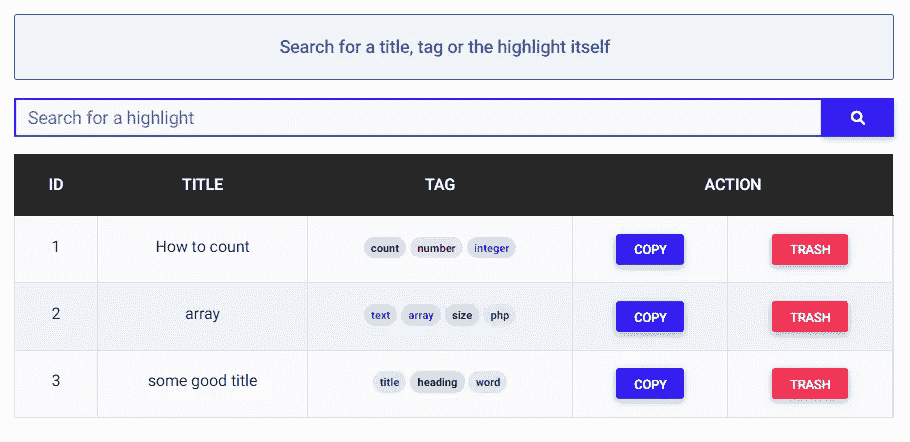 Search for a title, tag or the highlight itself
Search for a highlight
ID TITLE TAG ACTION
1 How to count count number integer COPY TRASH
2 array text array size php COPY TRASH
3 some good title title heading word COPY TRASH